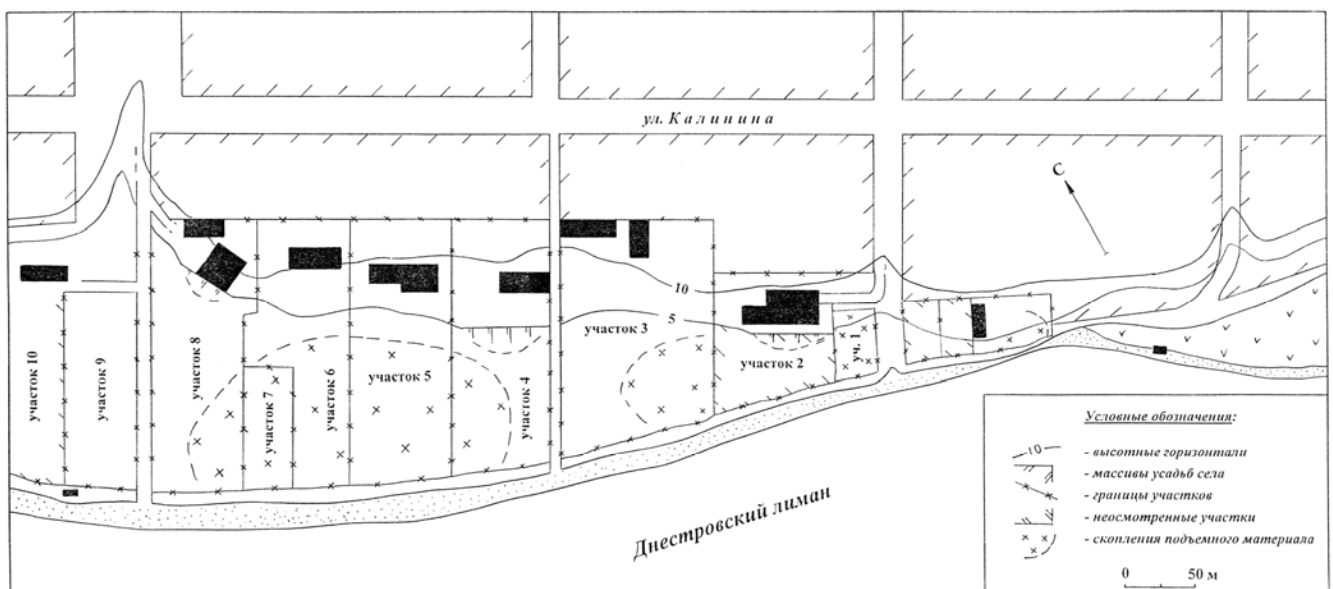 ул. Калинина
С
10
5
участок 10
участок 9
участок 8
участок 7
участок 6
участок 5
участок 4
участок 3
участок 2
уч. 1
Днестровский лиман
Условные обозначения:
10 - высотные горизонтали
- массивы усадьб села
- границы участков
- неосмотренные участки
- скопления подъемного материала
0 50 м